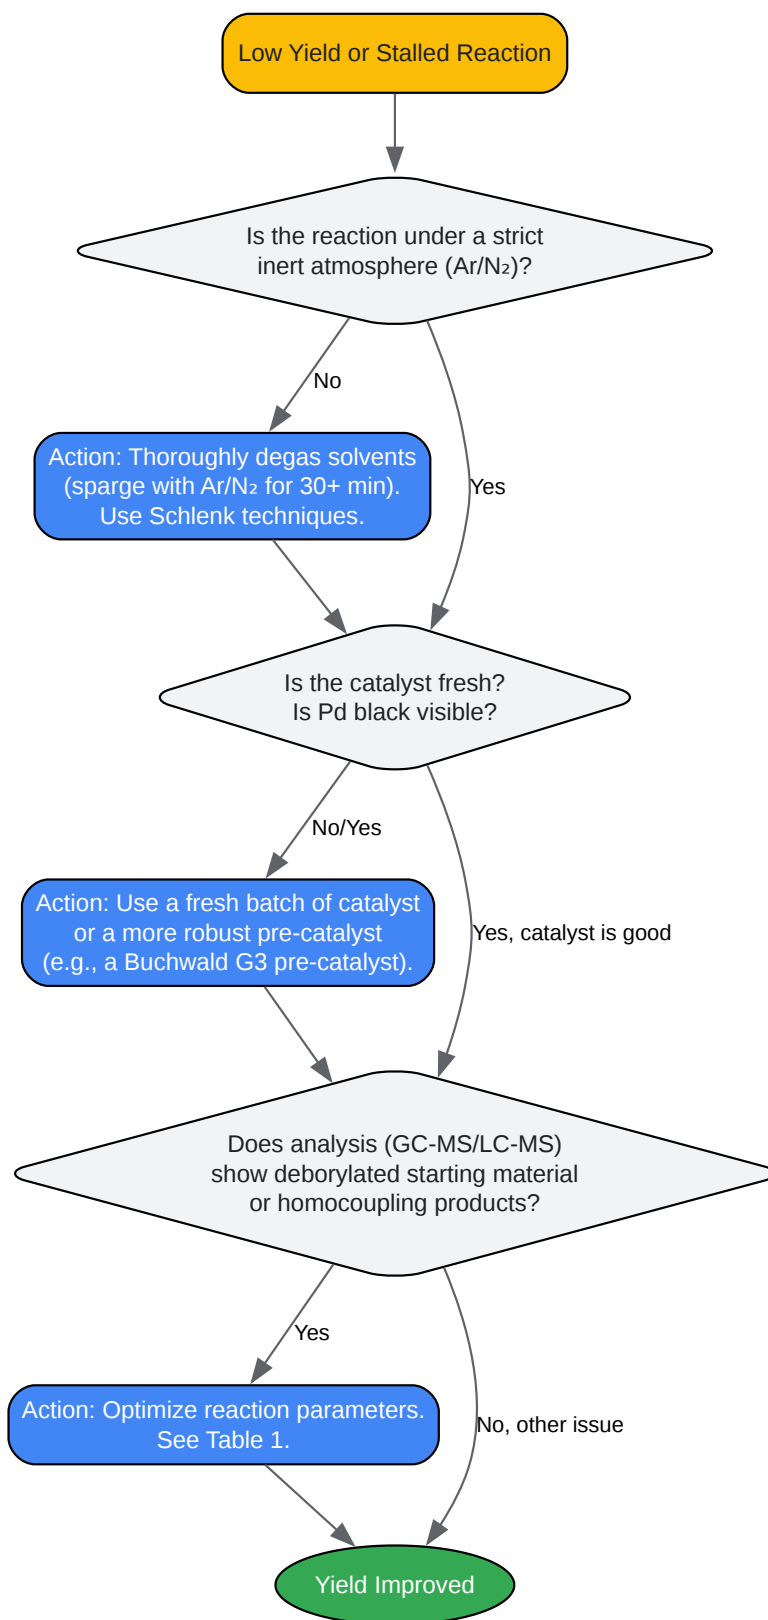 Low Yield or Stalled Reaction
Is the reaction under a strict
inert atmosphere (Ar/N₂)?
No
Action: Thoroughly degas solvents
(sparge with Ar/N₂ for 30+ min).
Use Schlenk techniques.
Yes
Is the catalyst fresh?
Is Pd black visible?
No/Yes
Action: Use a fresh batch of catalyst
or a more robust pre-catalyst
(e.g., a Buchwald G3 pre-catalyst).
Yes, catalyst is good
Does analysis (GC-MS/LC-MS)
show deborylated starting material
or homocoupling products?
Yes
Action: Optimize reaction parameters.
See Table 1.
No, other issue
Yield Improved